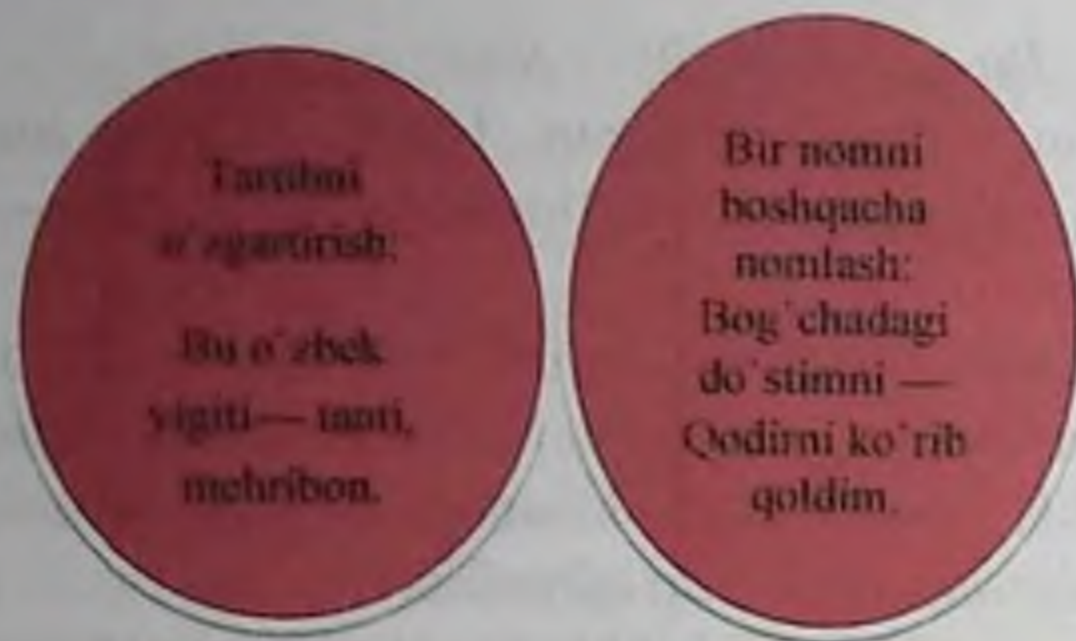 Tartibni
o'zgartirish:
Bu o'zbek
yigiti— tanti,
mehribon.
Bir nomni
boshqacha
nomlash:
Bog'chadagi
do'stimni —
Qodirni ko'rib
qoldim.